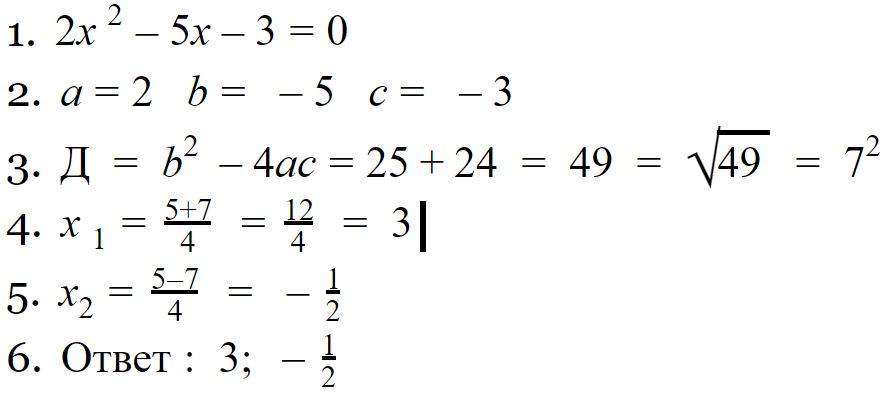 1. 2x² – 5x – 3 = 0
2. a = 2 b = – 5 c = – 3
3. Д = b² – 4ac = 25 + 24 = 49 = √49 = 7²
4. x ₁ = (5+7)/4 = 12/4 = 3
5. x₂ = (5–7)/4 = – 1/2
6. Ответ : 3; – 1/2